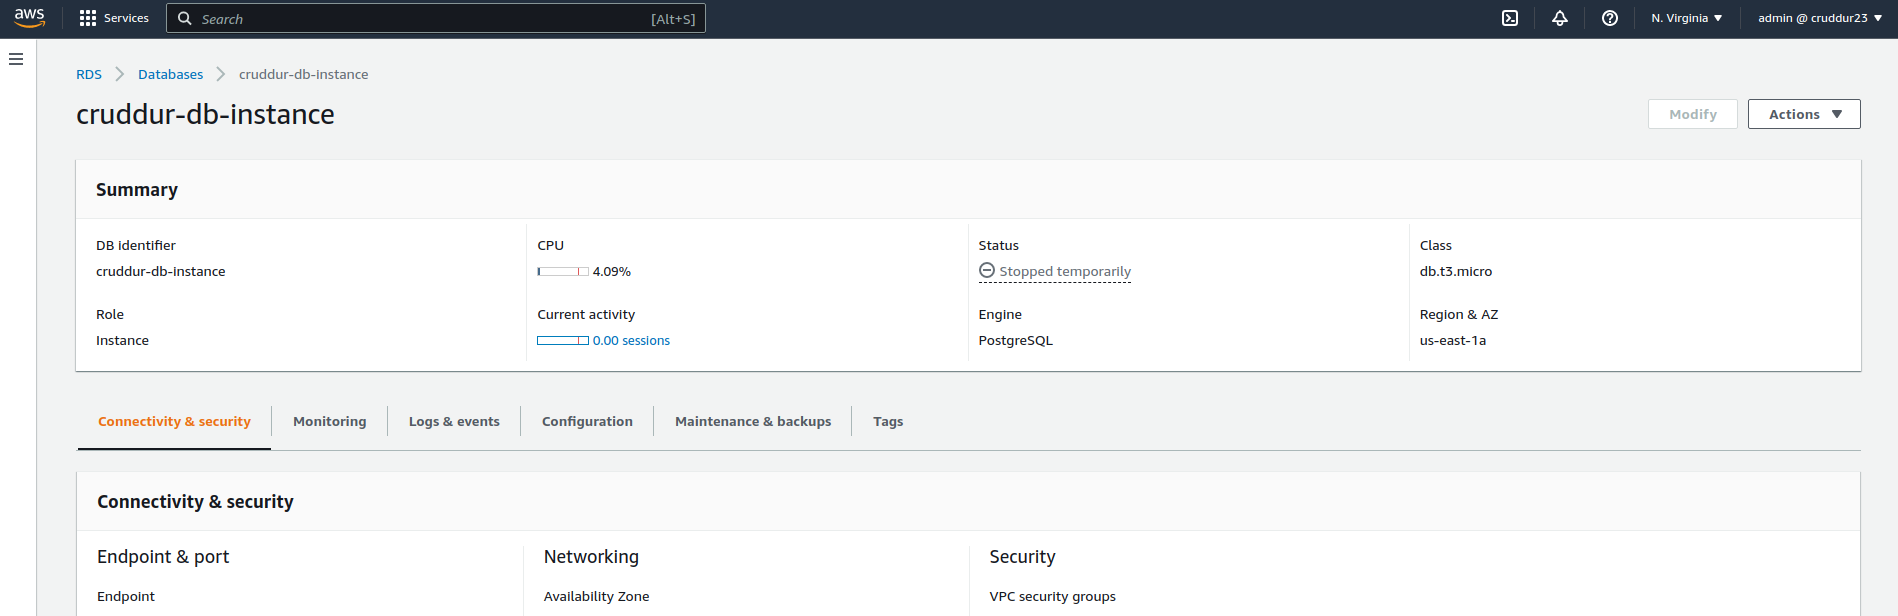 aws Services Search [Alt+S] N. Virginia admin @ cruddur23
RDS Databases cruddur-db-instance
cruddur-db-instance
Modify Actions
Summary
DB identifier CPU Status Class
cruddur-db-instance 4.09% Stopped temporarily db.t3.micro
Role Current activity Engine Region & AZ
Instance 0.00 sessions PostgreSQL us-east-1a
Connectivity & security Monitoring Logs & events Configuration Maintenance & backups Tags
Connectivity & security
Endpoint & port Networking Security
Endpoint Availability Zone VPC security groups